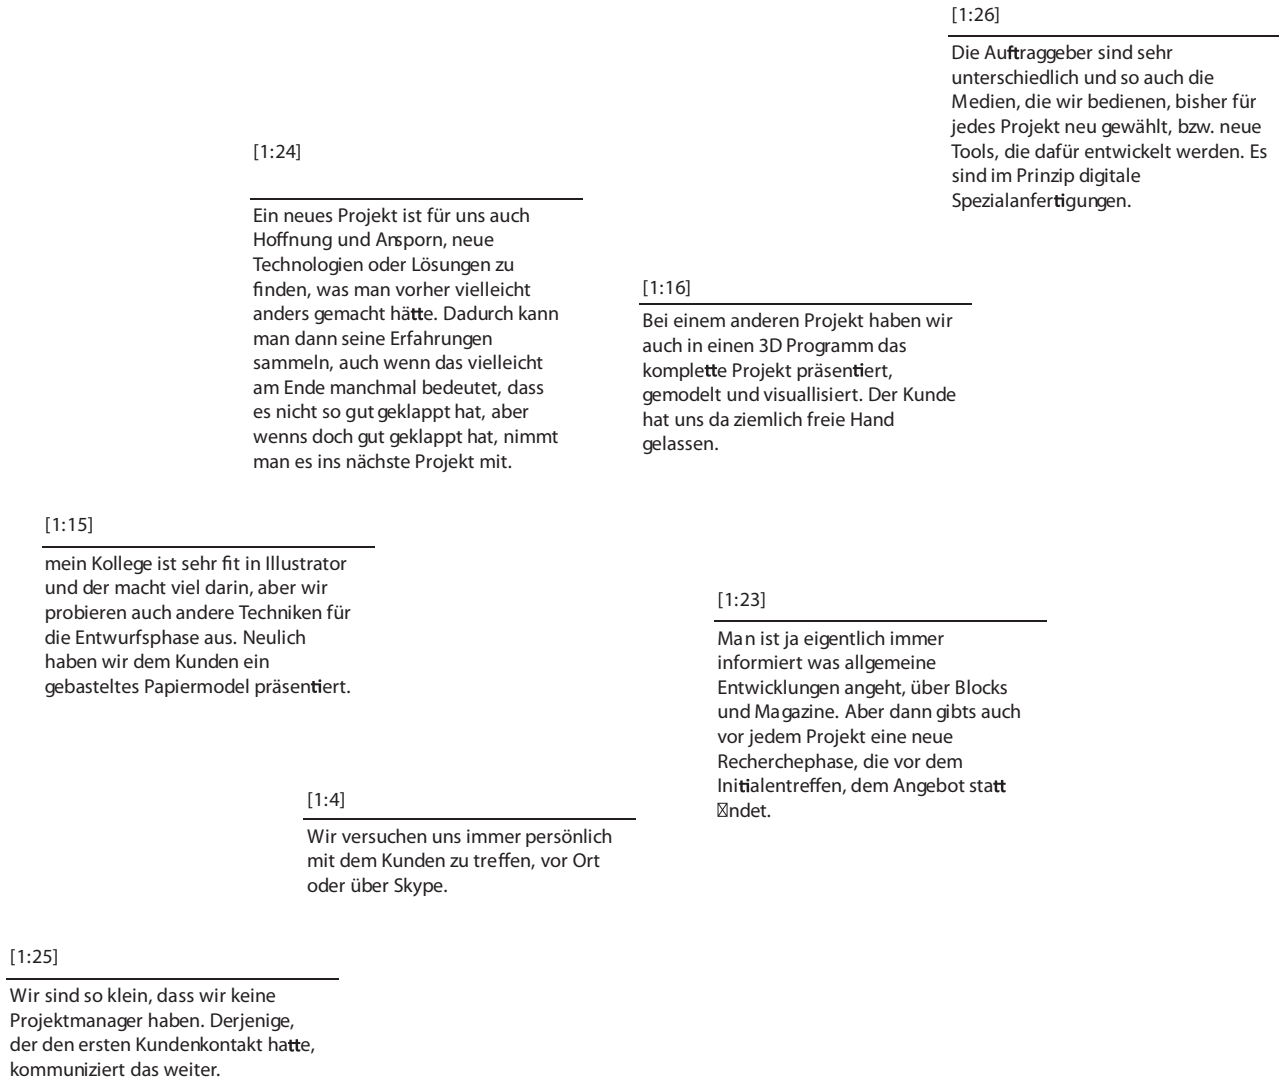 [1:26]
Die Auftraggeber sind sehr
unterschiedlich und so auch die
Medien, die wir bedienen, bisher für
jedes Projekt neu gewählt, bzw. neue
Tools, die dafür entwickelt werden. Es
sind im Prinzip digitale
Spezialanfertigungen.
[1:24]
Ein neues Projekt ist für uns auch
Hoffnung und Ansporn, neue
Technologien oder Lösungen zu
finden, was man vorher vielleicht
anders gemacht hätte. Dadurch kann
man dann seine Erfahrungen
sammeln, auch wenn das vielleicht
am Ende manchmal bedeutet, dass
es nicht so gut geklappt hat, aber
wenns doch gut geklappt hat, nimmt
man es ins nächste Projekt mit.
[1:16]
Bei einem anderen Projekt haben wir
auch in einen 3D Programm das
komplette Projekt präsentiert,
gemodelt und visuallisiert. Der Kunde
hat uns da ziemlich freie Hand
gelassen.
[1:15]
mein Kollege ist sehr fit in Illustrator
und der macht viel darin, aber wir
probieren auch andere Techniken für
die Entwurfsphase aus. Neulich
haben wir dem Kunden ein
gebasteltes Papiermodel präsentiert.
[1:23]
Man ist ja eigentlich immer
informiert was allgemeine
Entwicklungen angeht, über Blocks
und Magazine. Aber dann gibts auch
vor jedem Projekt eine neue
Recherchephase, die vor dem
Initialentreffen, dem Angebot statt
ndet.
[1:4]
Wir versuchen uns immer persönlich
mit dem Kunden zu treffen, vor Ort
oder über Skype.
[1:25]
Wir sind so klein, dass wir keine
Projektmanager haben. Derjenige,
der den ersten Kundenkontakt hatte,
kommuniziert das weiter.